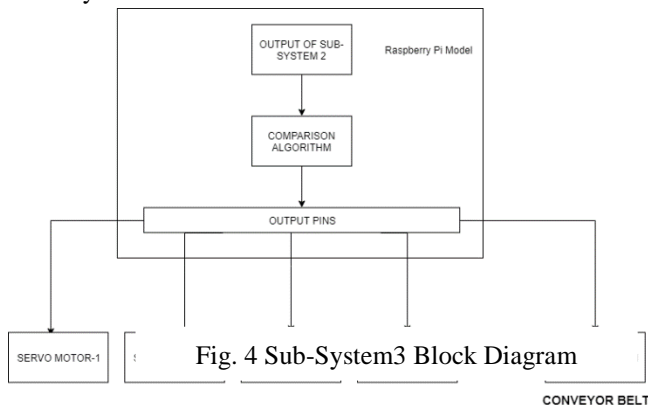 OUTPUT OF SUB-
SYSTEM 2
Raspberry Pi Model
COMPARISON
ALGORITHM
OUTPUT PINS
SERVO MOTOR-1
Fig. 4 Sub-System3 Block Diagram
CONVEYOR BELT